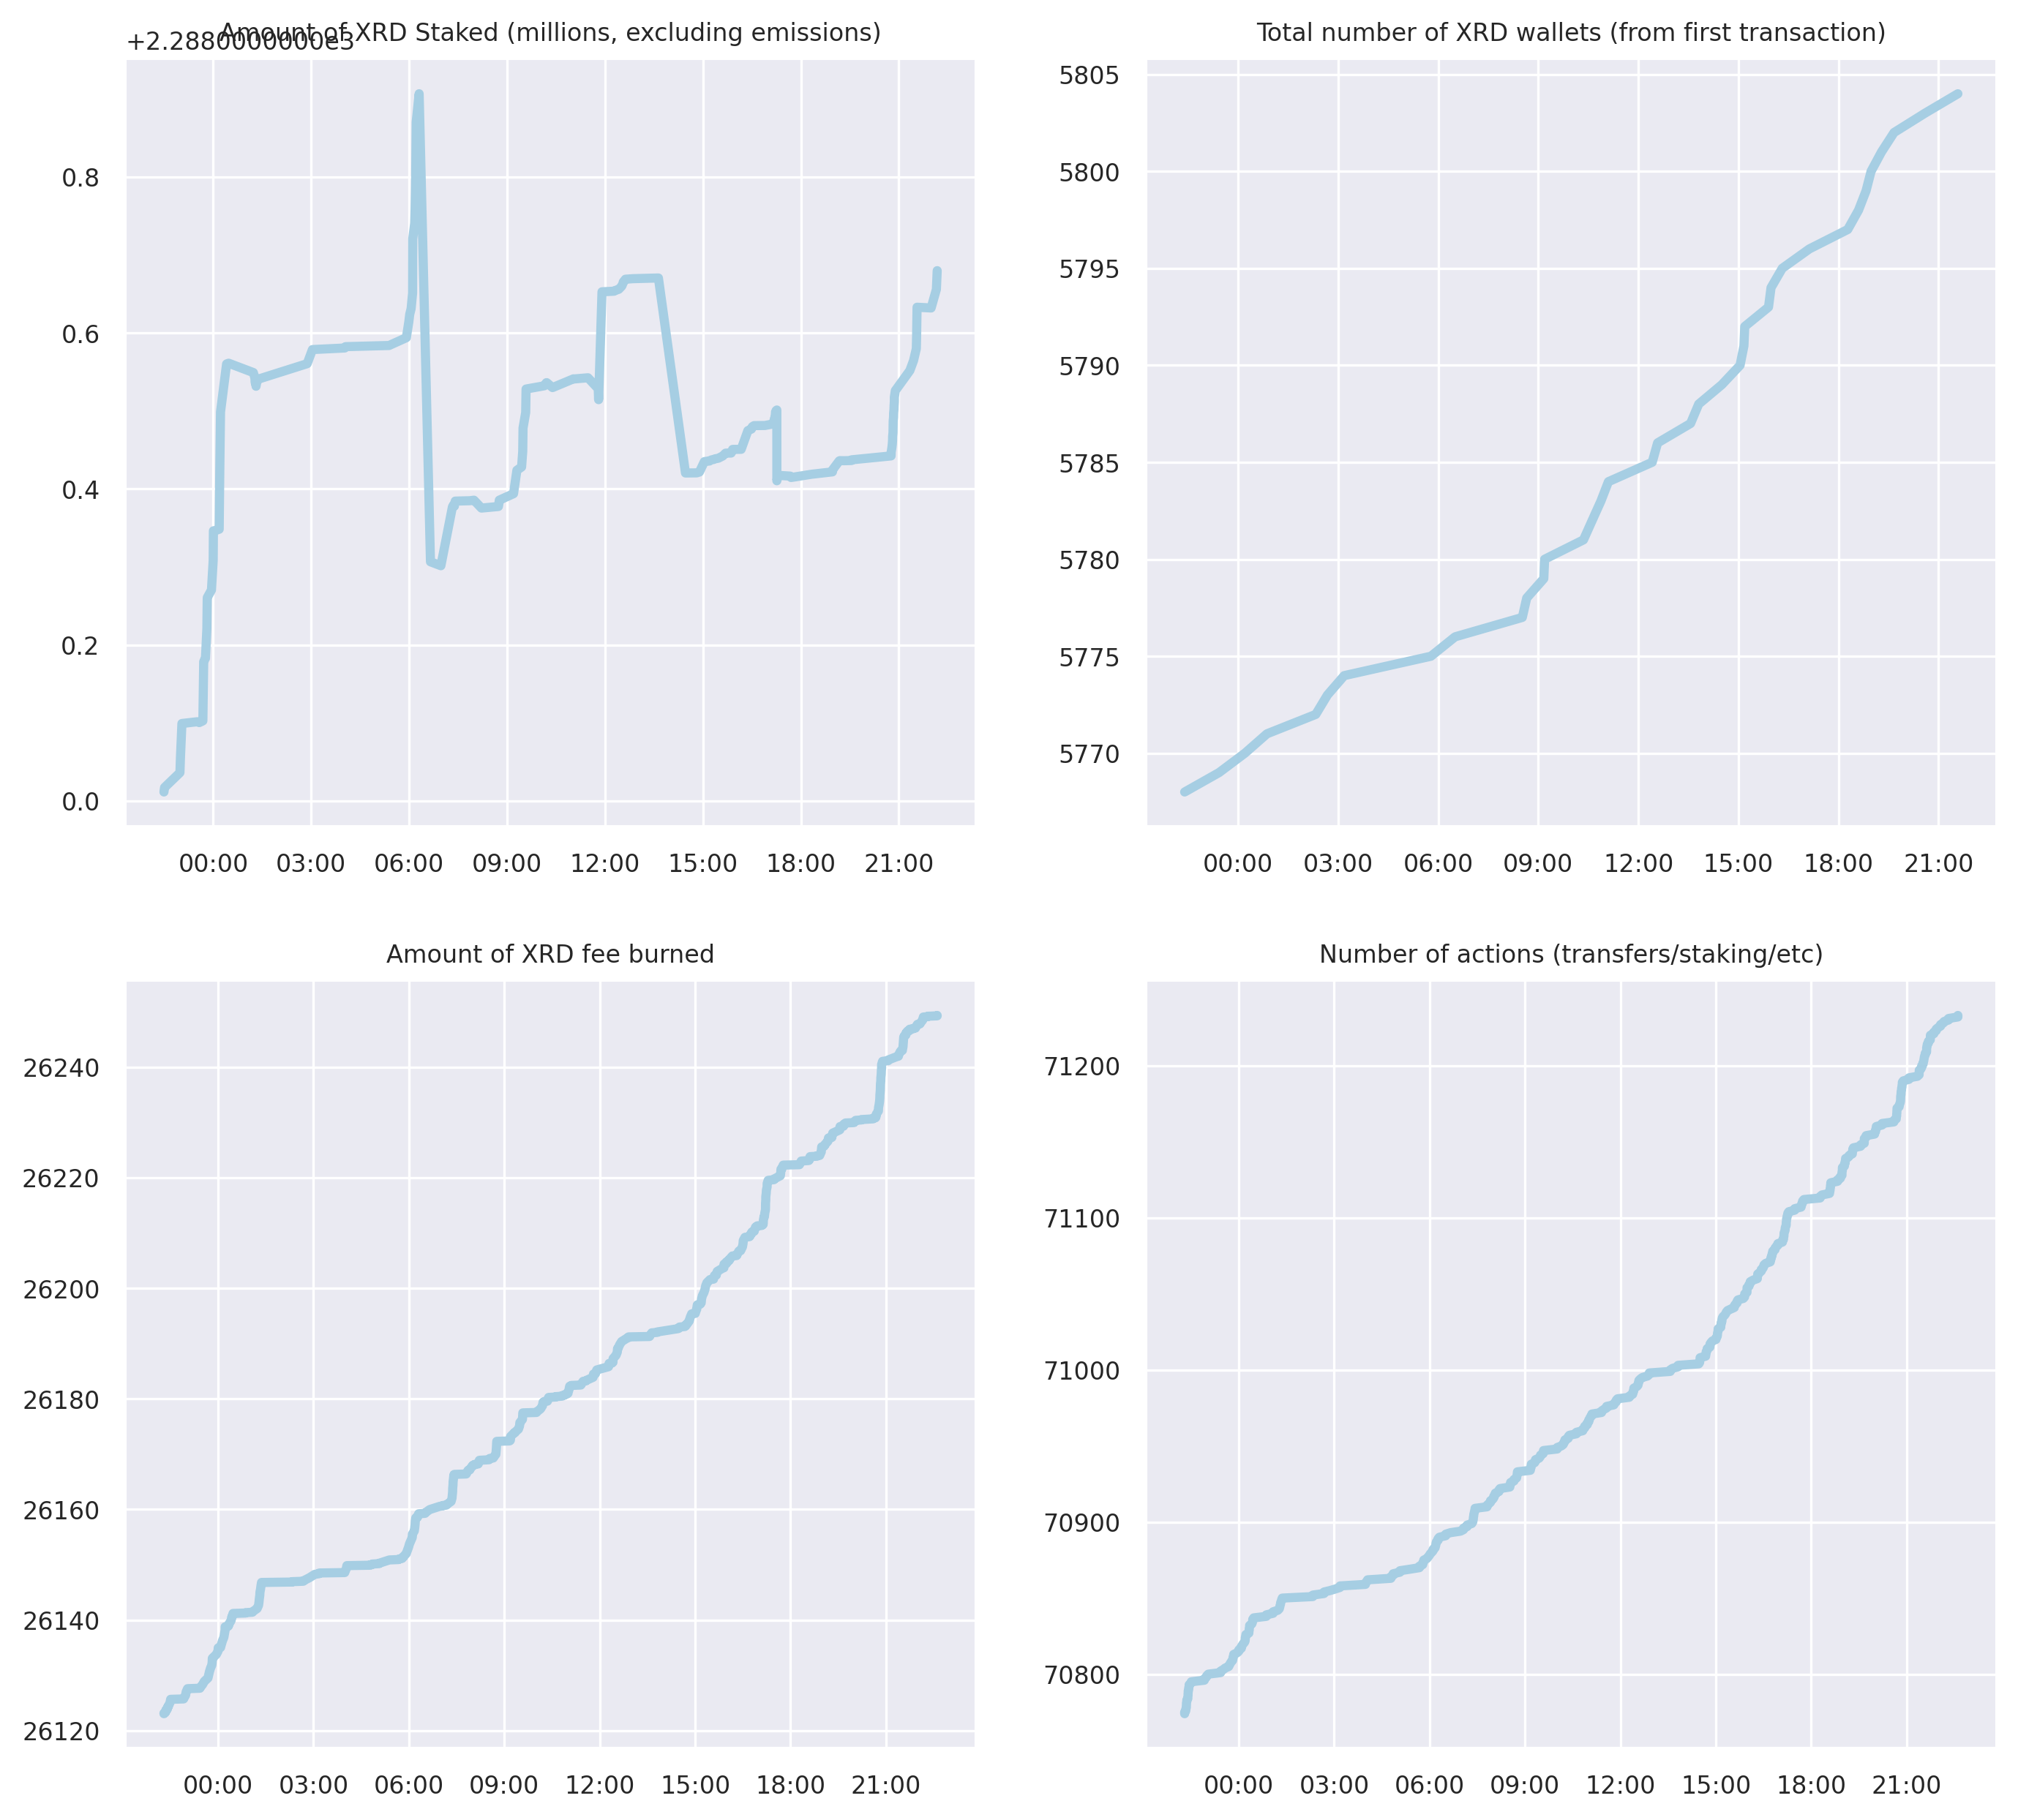 Amount of XRD Staked (millions, excluding emissions)
+2.2880000000e3
0.8
0.6
0.4
0.2
0.0
00:00 03:00 06:00 09:00 12:00 15:00 18:00 21:00
Total number of XRD wallets (from first transaction)
5805
5800
5795
5790
5785
5780
5775
5770
00:00 03:00 06:00 09:00 12:00 15:00 18:00 21:00
Amount of XRD fee burned
26240
26220
26200
26180
26160
26140
26120
00:00 03:00 06:00 09:00 12:00 15:00 18:00 21:00
Number of actions (transfers/staking/etc)
71200
71100
71000
70900
70800
00:00 03:00 06:00 09:00 12:00 15:00 18:00 21:00